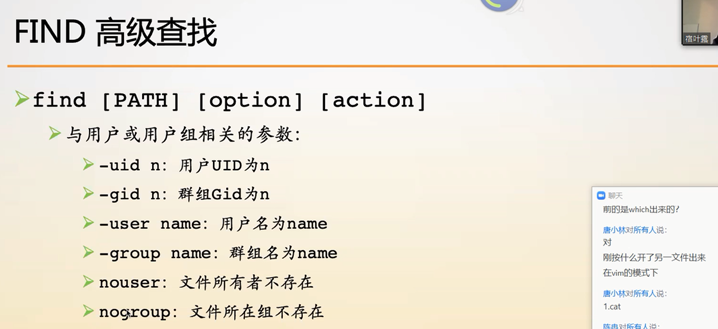 FIND 高级查找
宿叶露
find [PATH] [option] [action]
与用户或用户组相关的参数:
-uid n: 用户UID为n
-gid n: 群组Gid为n
-user name: 用户名为name
-group name: 群组名为name
nouser: 文件所有者不存在
nogroup: 文件所在组不存在
聊天
前的是which出来的?
唐小林对所有人说:
对
刚按什么开了另一文件出来
在vim的模式下
唐小林对所有人说:
1.cat
陈冉对所有人说: